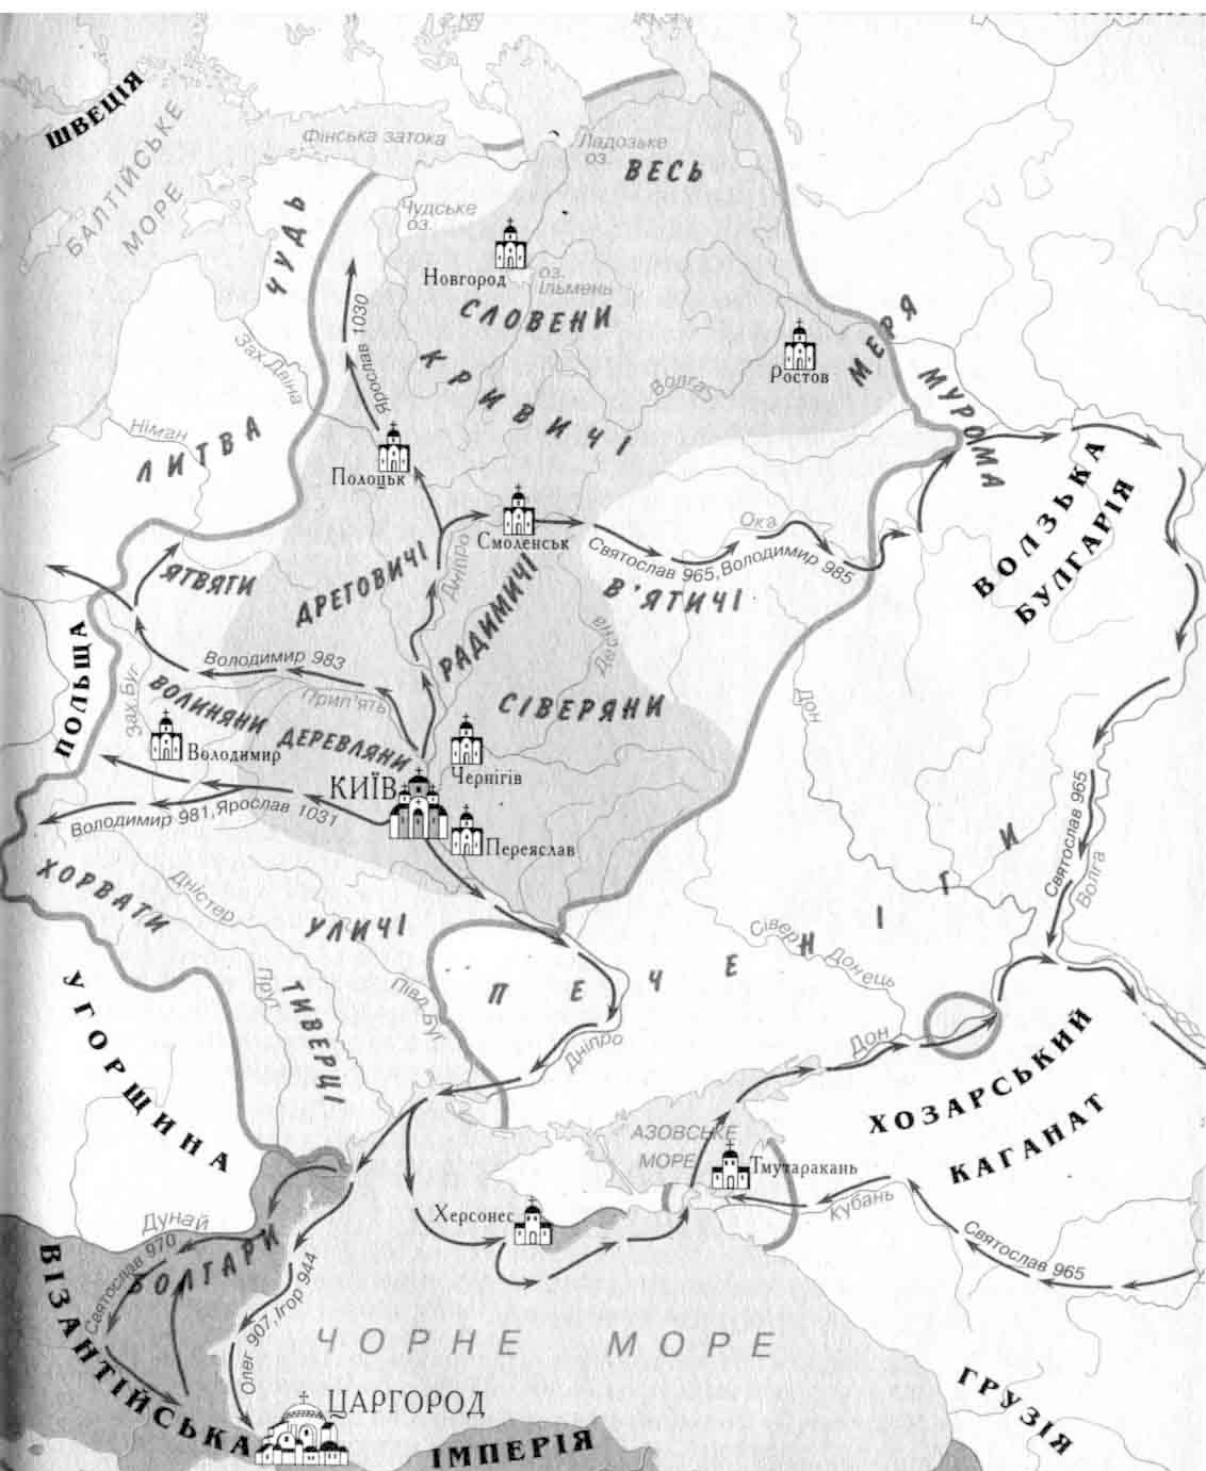 ШВЕЦІЯ
БАЛТІЙСЬКЕ
МОРЕ
Фінська затока
Ладозьке
оз.
ВЕСЬ
ЧУДЬ
Чудське
оз.
Новгород
оз.
Ільмень
СЛОВЕНИ
Ярослав 1030
КРИВИЧІ
Зах.Двіна
Волга
Ростов
МЕРЯ
МУРОМА
Німан
ЛИТВА
Полоцьк
Смоленськ
Дніпро
Ока
Святослав 965,Володимир 985
В'ЯТИЧІ
ВОЛЗЬКА
БУЛГАРІЯ
ЯТВЯГИ
ДРЕГОВИЧІ
РАДИМИЧІ
Десна
ПОЛЬЩА
Володимир 983
Прип'ять
Зах.Буг
ВОЛИНЯНИ
ДЕРЕВЛЯНИ
СІВЕРЯНИ
Дон
Володимир
КИЇВ
Чернігів
Переяслав
Володимир 981,Ярослав 1031
Святослав 965
Волга
ХОРВАТИ
Дністер
УЛИЧІ
Сівер. Донець
ПЕЧЕНІГИ
УГОРЩИНА
Прут
ТИВЕРЦІ
Півд.Буг
Дніпро
Дон
ХОЗАРСЬКИЙ
КАГАНАТ
АЗОВСЬКЕ
МОРЕ
Тмутаракань
Кубань
Херсонес
Святослав 965
Дунай
Святослав 970
БОЛГАРИ
Олег 907,Ігор 944
ЧОРНЕ МОРЕ
ВІЗАНТІЙСЬКА
ЦАРГОРОД
ІМПЕРІЯ
ГРУЗІЯ